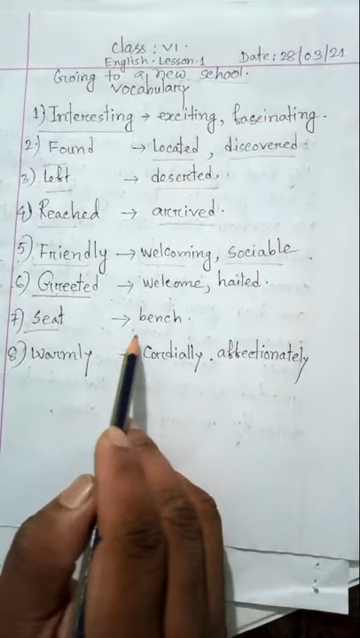 Class : VI.
English. Lesson. 1 Date: 28/03/21
Going to a new school.
Vocabulary
1) Interesting → exciting, fascinating.
2) Found → located, discovered.
3) left → deserted.
4) Reached → arrived.
5) Friendly → welcoming, sociable.
6) Greeted → welcome, hailed.
7) Seat → bench.
8) Warmly → Cordially. affectionately